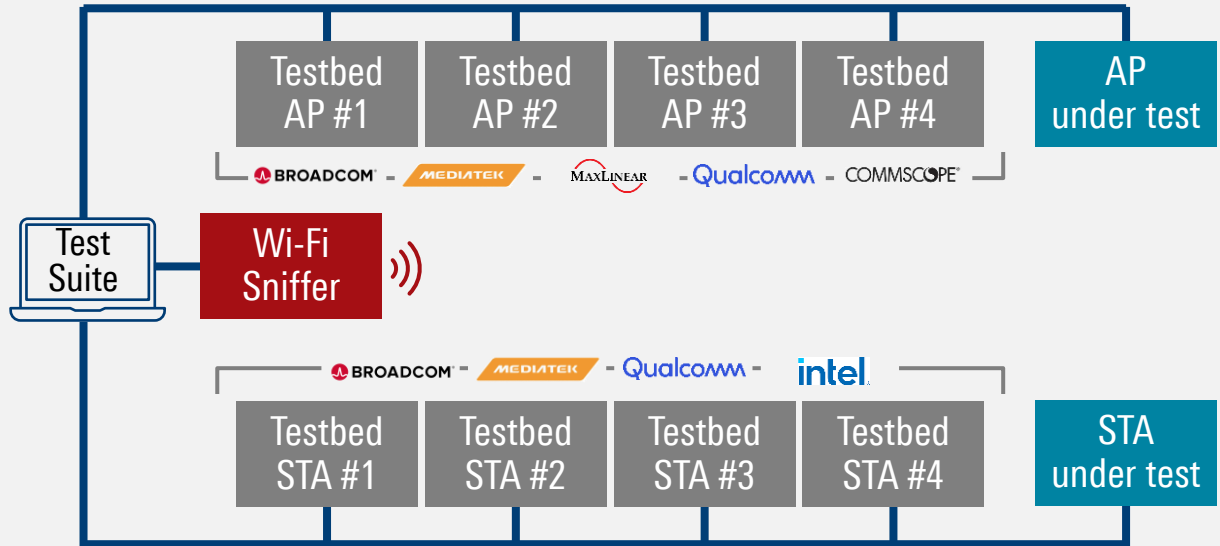 Testbed
AP #1
Testbed
AP #2
Testbed
AP #3
Testbed
AP #4
AP
under test
BROADCOM®
MEDIATEK
MAXLINEAR
Qualcomm
COMMSCOPE®
Test
Suite
Wi-Fi
Sniffer
BROADCOM®
MEDIATEK
Qualcomm
intel.
Testbed
STA #1
Testbed
STA #2
Testbed
STA #3
Testbed
STA #4
STA
under test